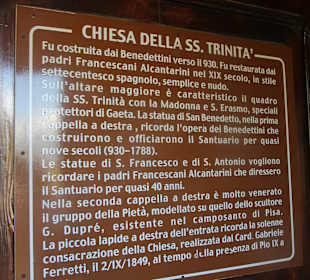 CHIESA DELLA SS. TRINITA'
Fu costruita dai Benedettini verso il 930. Fu restaurata dai
padri Francescani Alcantarini nel XIX secolo, in stile
settecentesco spagnolo, semplice e nudo.
Sull'altare maggiore è caratteristico il quadro
della SS. Trinità con la Madonna e S. Erasmo, speciali
protettori di Gaeta. La statua di San Benedetto, nella prima
cappella a destra , ricorda l'opera dei Benedettini che
costruirono e officiarono il Santuario per quasi
nove secoli (930-1788).
Le statue di S. Francesco e di S. Antonio vogliono
ricordare i padri Francescani Alcantarini che diressero
il Santuario per quasi 40 anni.
Nella seconda cappella a destra è molto venerato
il gruppo della Pietà, modellato su quello dello scultore
G. Dupré, esistente nel camposanto di Pisa.
La piccola lapide a destra dell'entrata ricorda la solenne
consacrazione della Chiesa, realizzata dal Card. Gabriele
Ferretti, il 2/IX/1849, al tempo della presenza di Pio IX a